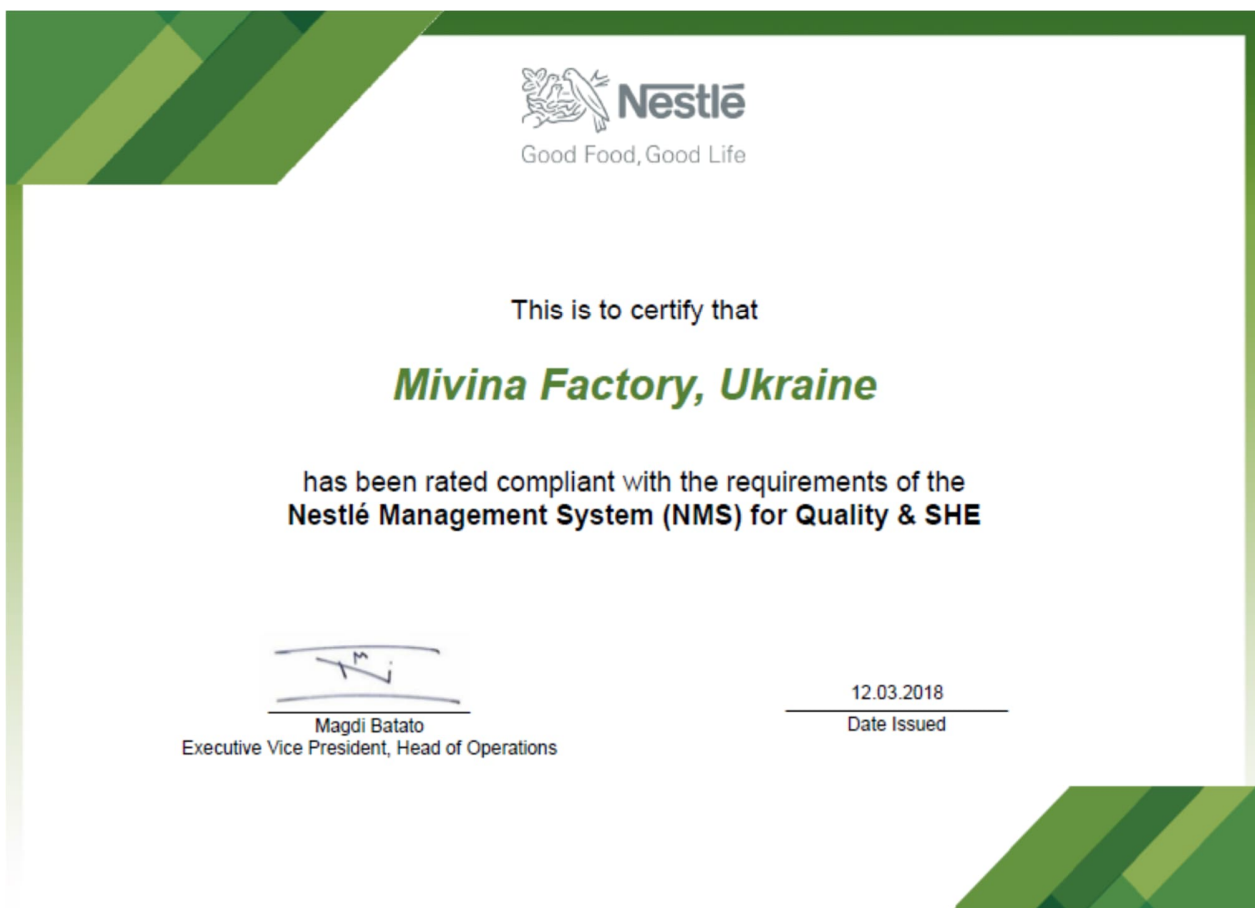 Nestlé
Good Food, Good Life
This is to certify that
Mivina Factory, Ukraine
has been rated compliant with the requirements of the
Nestlé Management System (NMS) for Quality & SHE
12.03.2018
Magdi Batato
Date Issued
Executive Vice President, Head of Operations